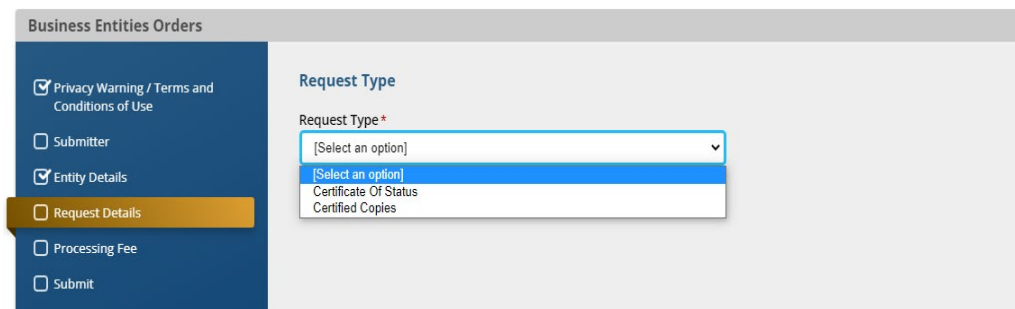 Business Entities Orders
Privacy Warning / Terms and
Conditions of Use
Submitter
Entity Details
Request Details
Processing Fee
Submit
Request Type
Request Type*
[Select an option]
[Select an option]
Certificate Of Status
Certified Copies